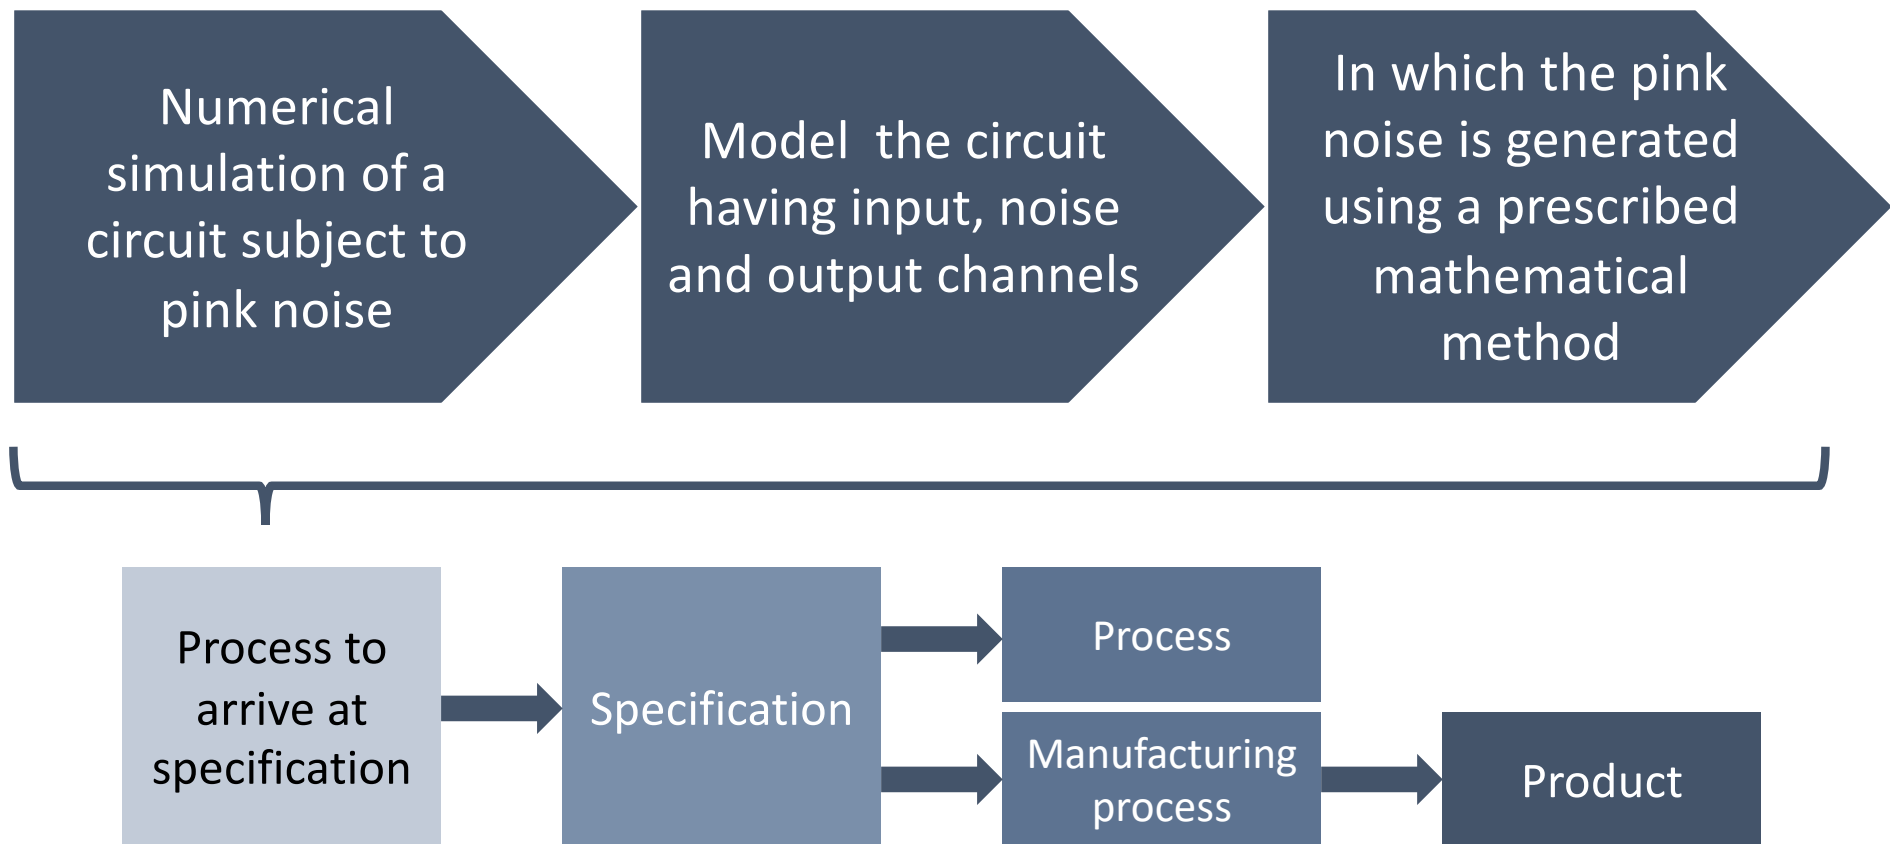 Numerical
simulation of a
circuit subject to
pink noise
Model  the circuit
having input, noise
and output channels
In which the pink
noise is generated
using a prescribed
mathematical
method
Process to
arrive at
specification
Specification
Process
Manufacturing
process
Product